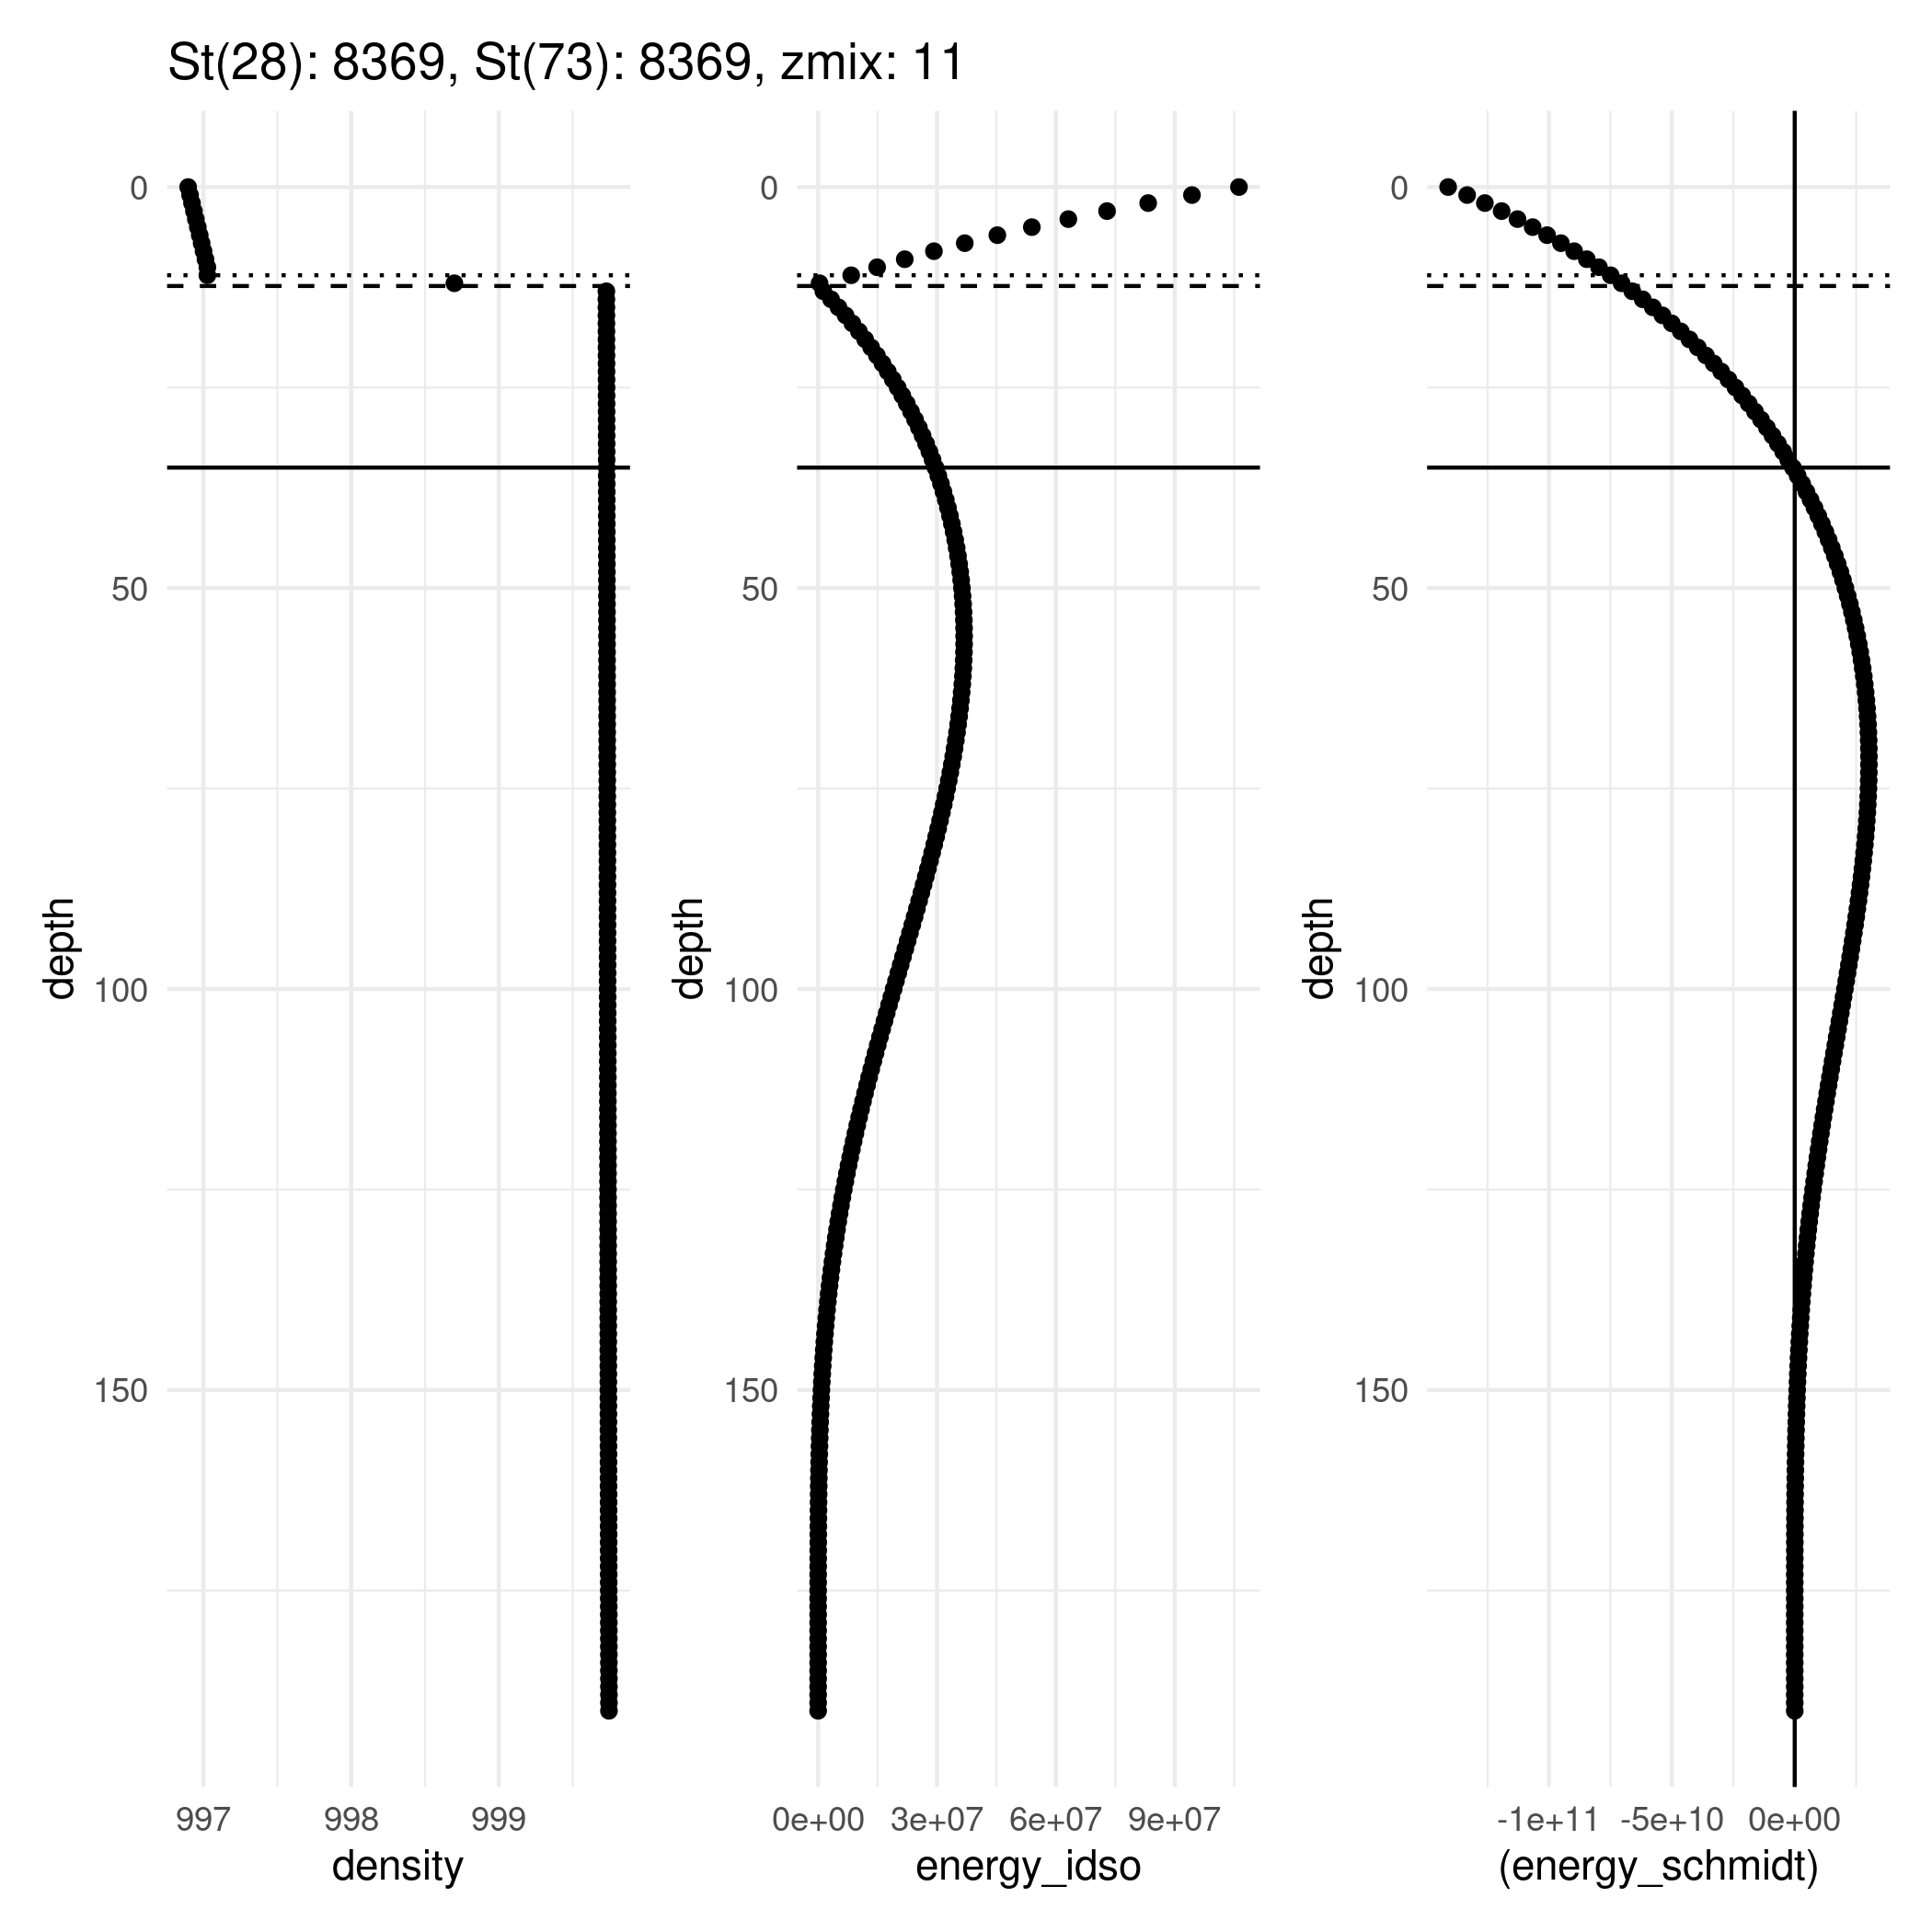 St(28): 8369, St(73): 8369, zmix: 11
depth
0
50
100
150
997
998
999
density
depth
0
50
100
150
0e+00
3e+07
6e+07
9e+07
energy_idso
depth
0
50
100
150
-1e+11
-5e+10
0e+00
(energy_schmidt)